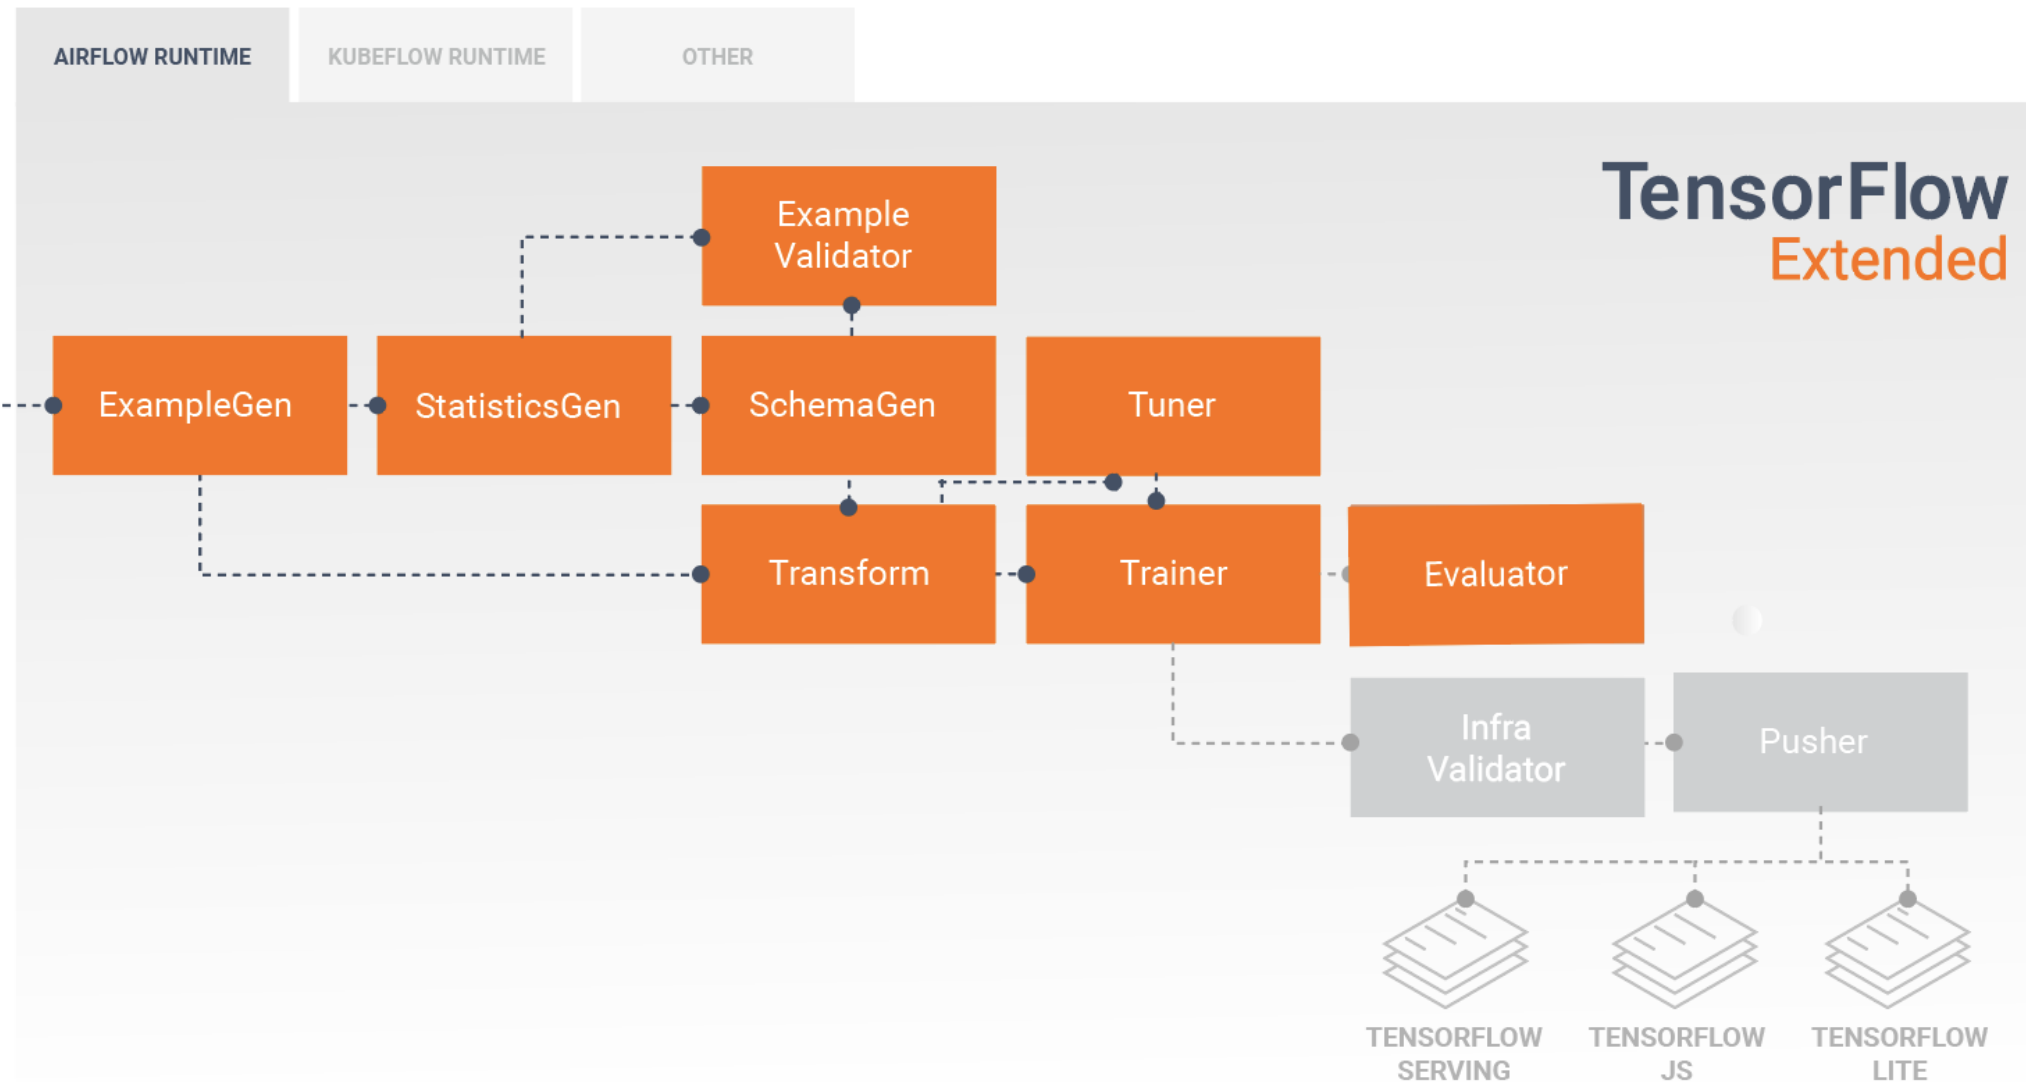 AIRFLOW RUNTIME
KUBEFLOW RUNTIME
OTHER
TensorFlow
Extended
Example
Validator
ExampleGen
StatisticsGen
SchemaGen
Tuner
Transform
Trainer
Evaluator
Infra
Validator
Pusher
TENSORFLOW
SERVING
TENSORFLOW
JS
TENSORFLOW
LITE